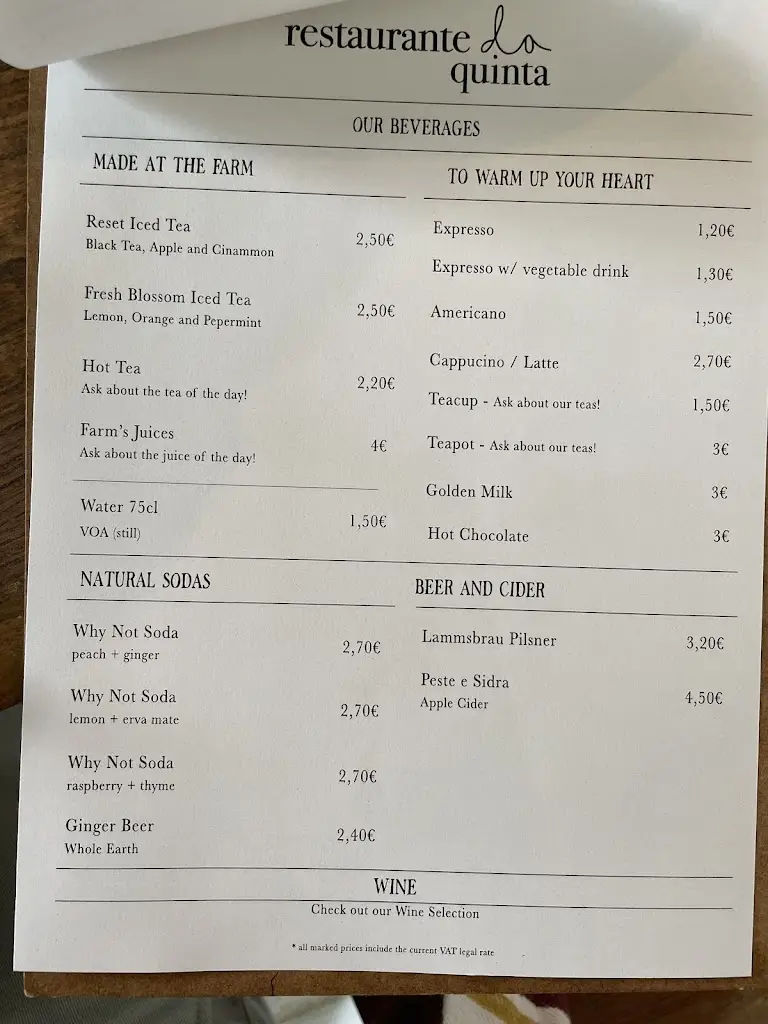 restaurante da
quinta
OUR BEVERAGES
MADE AT THE FARM
Reset Iced Tea 2,50€
Black Tea, Apple and Cinammon
Fresh Blossom Iced Tea 2,50€
Lemon, Orange and Pepermint
Hot Tea 2,20€
Ask about the tea of the day!
Farm's Juices 4€
Ask about the juice of the day!
Water 75cl 1,50€
VOA (still)
TO WARM UP YOUR HEART
Expresso 1,20€
Expresso w/ vegetable drink 1,30€
Americano 1,50€
Cappucino / Latte 2,70€
Teacup - Ask about our teas! 1,50€
Teapot - Ask about our teas! 3€
Golden Milk 3€
Hot Chocolate 3€
NATURAL SODAS
Why Not Soda 2,70€
peach + ginger
Why Not Soda 2,70€
lemon + erva mate
Why Not Soda 2,70€
raspberry + thyme
Ginger Beer 2,40€
Whole Earth
BEER AND CIDER
Lammsbrau Pilsner 3,20€
Peste e Sidra 4,50€
Apple Cider
WINE
Check out our Wine Selection
* all marked prices include the current VAT legal rate